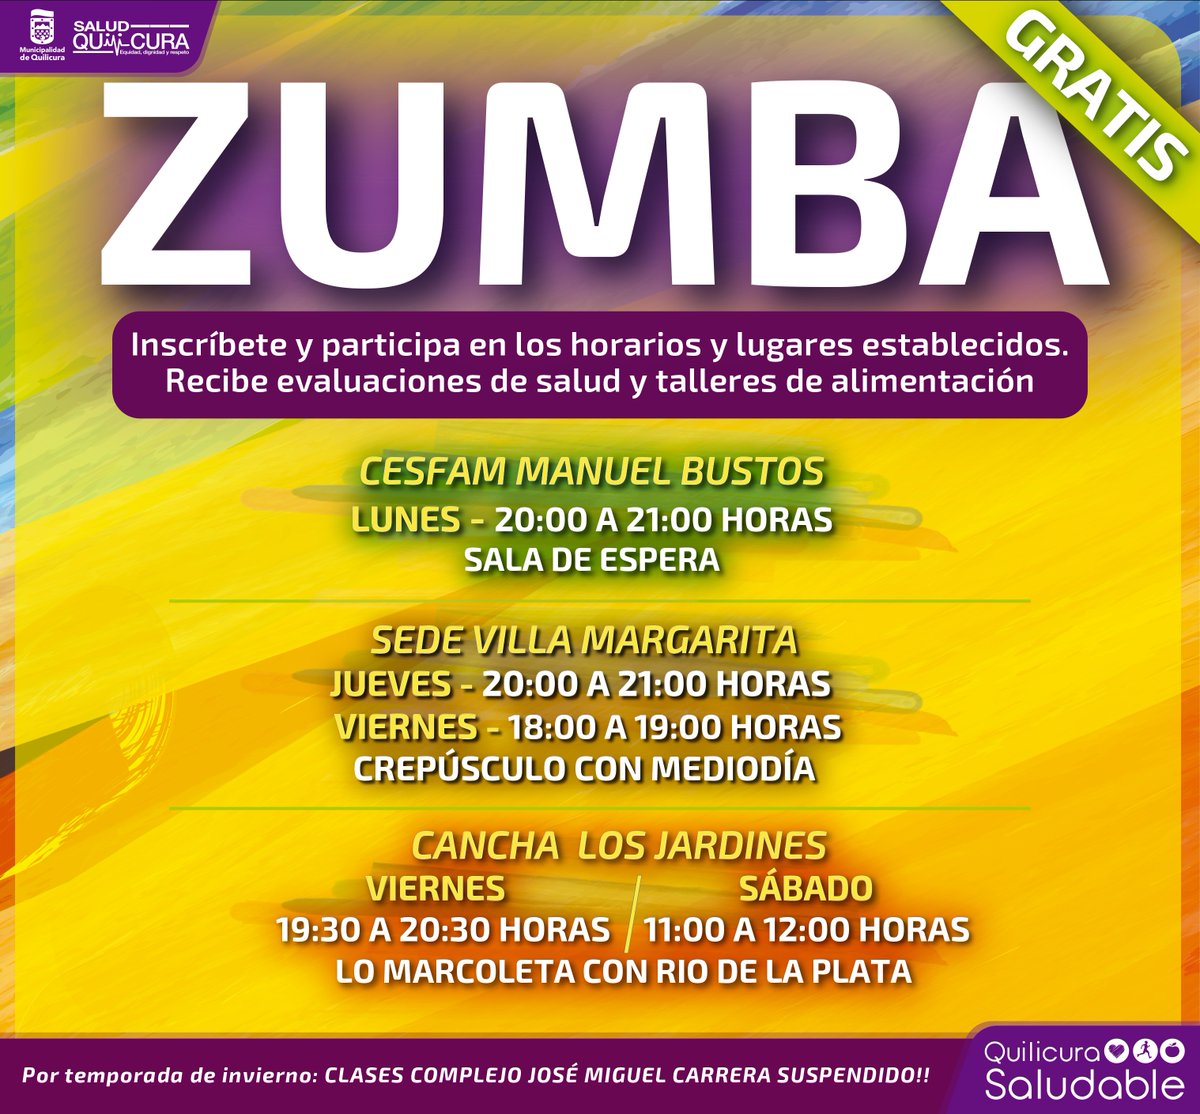 Municipalidad
de Quilicura
SALUD
QUILICURA
Equidad, dignidad y respeto
GRATIS
ZUMBA
Inscríbete y participa en los horarios y lugares establecidos.
Recibe evaluaciones de salud y talleres de alimentación
CESFAM MANUEL BUSTOS
LUNES - 20:00 A 21:00 HORAS
SALA DE ESPERA
SEDE VILLA MARGARITA
JUEVES - 20:00 A 21:00 HORAS
VIERNES - 18:00 A 19:00 HORAS
CREPÚSCULO CON MEDIODÍA
CANCHA LOS JARDINES
VIERNES / SÁBADO
19:30 A 20:30 HORAS / 11:00 A 12:00 HORAS
LO MARCOLETA CON RIO DE LA PLATA
Por temporada de invierno: CLASES COMPLEJO JOSÉ MIGUEL CARRERA SUSPENDIDO!!
Quilicura
Saludable